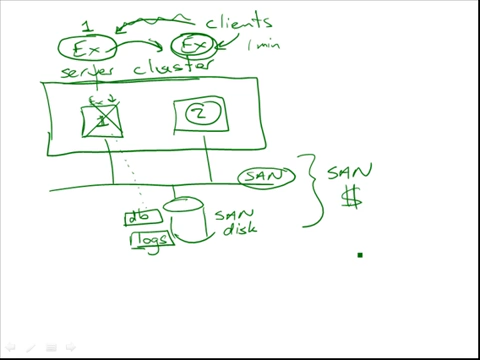 1
clients
Ex
Ex
1 min
server cluster
Ex
1
2
SAN
SAN
$
db
logs
SAN
disk